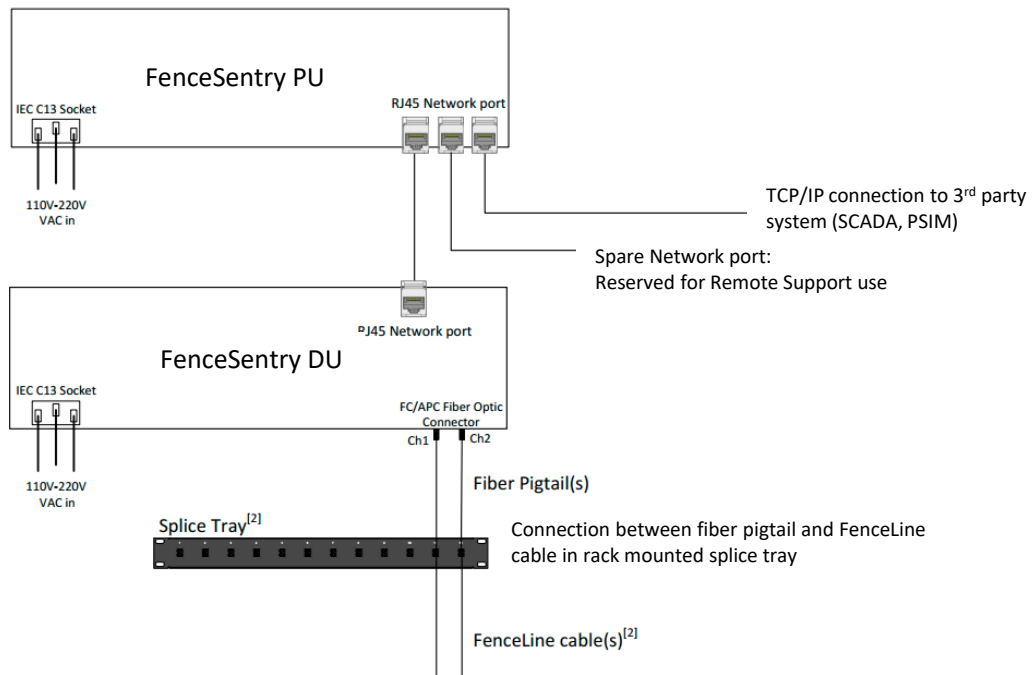 FenceSentry PU
RJ45 Network port
IEC C13 Socket
110V-220V
VAC in
TCP/IP connection to 3rd party
system (SCADA, PSIM)
Spare Network port:
Reserved for Remote Support use
RJ45 Network port
FenceSentry DU
IEC C13 Socket
FC/APC Fiber Optic
Connector
Ch1
Ch2
110V-220V
VAC in
Fiber Pigtail(s)
Splice Tray[2]
Connection between fiber pigtail and FenceLine
cable in rack mounted splice tray
FenceLine cable(s)[2]